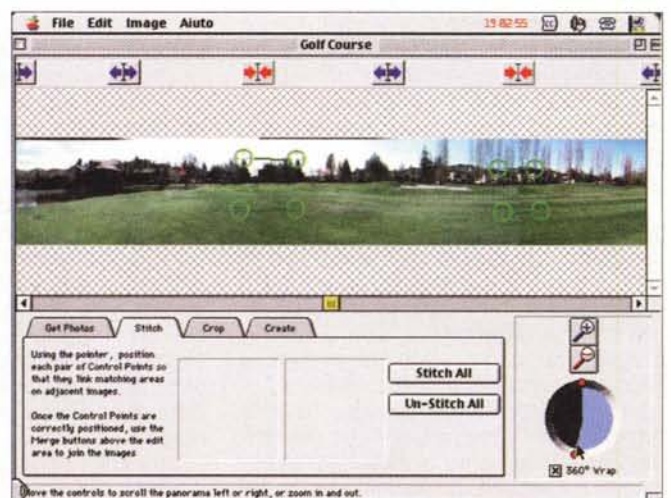 File Edit Image Aiuto
19:02:55
Golf Course
Get Photos Stitch Crop Create
Using the pointer, position
each pair of Control Points so
that they link matching areas
on adjacent images.
Once the Control Points are
correctly positioned, use the
Merge buttons above the edit
area to join the images
Stitch All
Un-Stitch All
360° Wrap
Move the controls to scroll the panorama left or right, or zoom in and out.